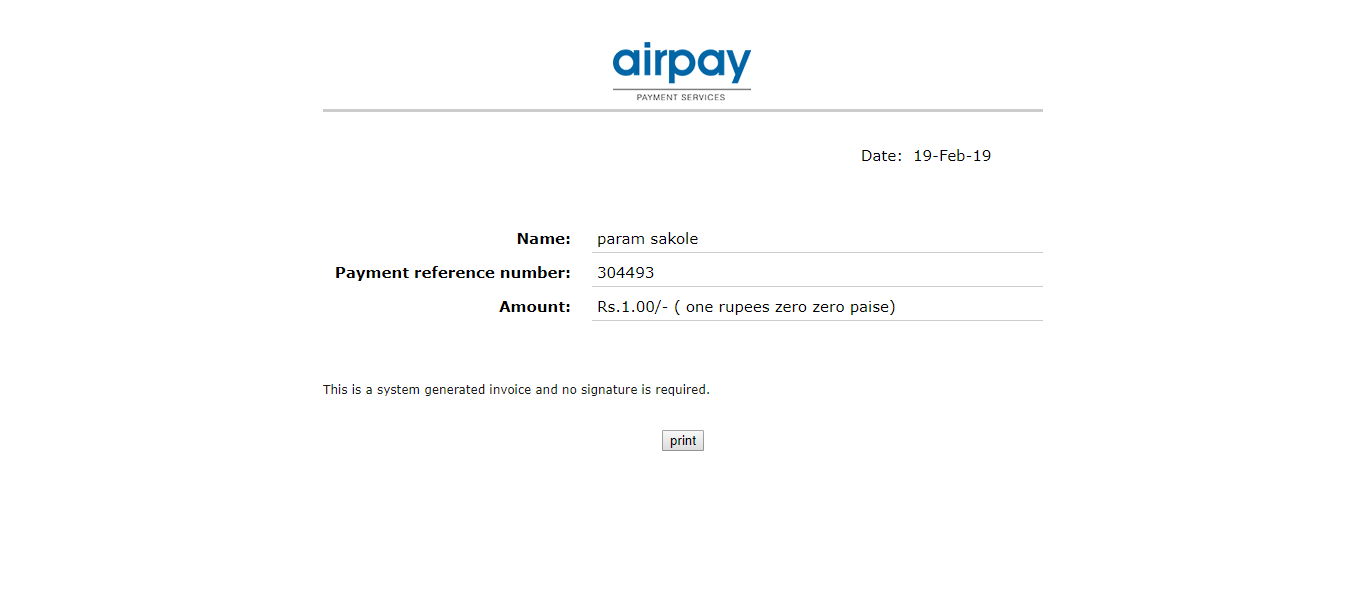 airpay
PAYMENT SERVICES
Date: 19-Feb-19
Name: param sakole
Payment reference number: 304493
Amount: Rs.1.00/- ( one rupees zero zero paise)
This is a system generated invoice and no signature is required.
print